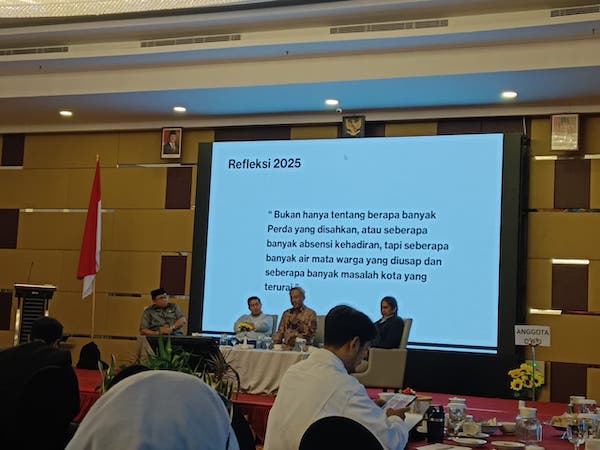 Refleksi 2025
“ Bukan hanya tentang berapa banyak
Perda yang disahkan, atau seberapa
banyak absensi kehadiran, tapi seberapa
banyak air mata warga yang diusap dan
seberapa banyak masalah kota yang
terurai “
ANGGOTA
DPRD